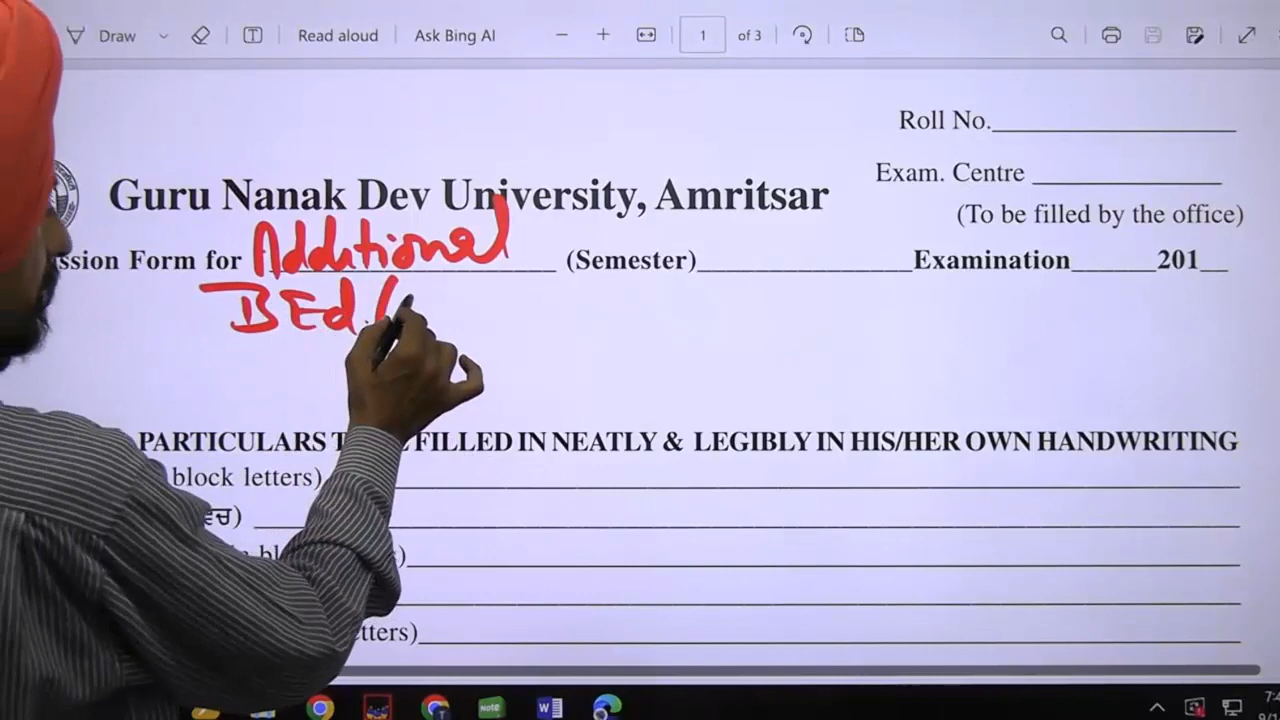 Draw
Read aloud
Ask Bing AI
1 of 3
Roll No.
Exam. Centre
(To be filled by the office)
Guru Nanak Dev University, Amritsar
ssion Form for Additional (Semester) Examination 201
B Ed. (
PARTICULARS T FILLED IN NEATLY & LEGIBLY IN HIS/HER OWN HANDWRITING
block letters)
ਵਿਚ)
etters)
Note